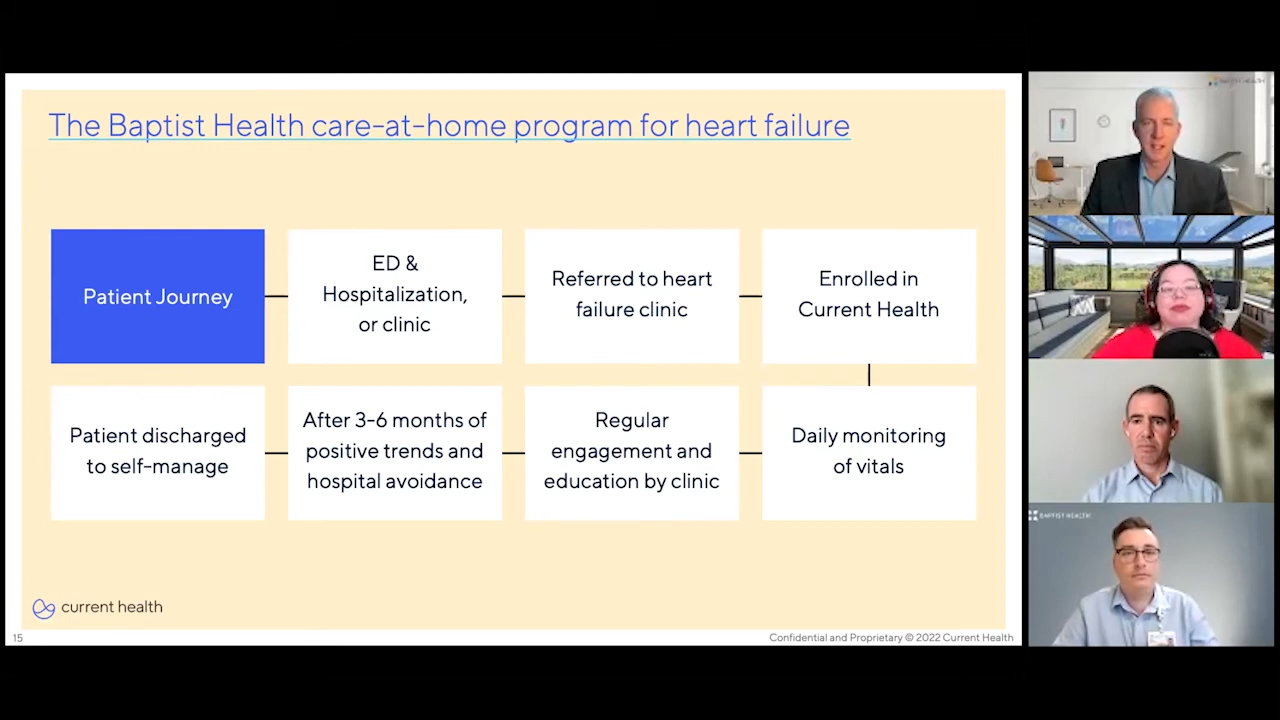 The Baptist Health care-at-home program for heart failure
Patient Journey
ED &
Hospitalization,
or clinic
Referred to heart
failure clinic
Enrolled in
Current Health
Patient discharged
to self-manage
After 3-6 months of
positive trends and
hospital avoidance
Regular
engagement and
education by clinic
Daily monitoring
of vitals
current health
15
Confidential and Proprietary © 2022 Current Health
BAPTIST HEALTH